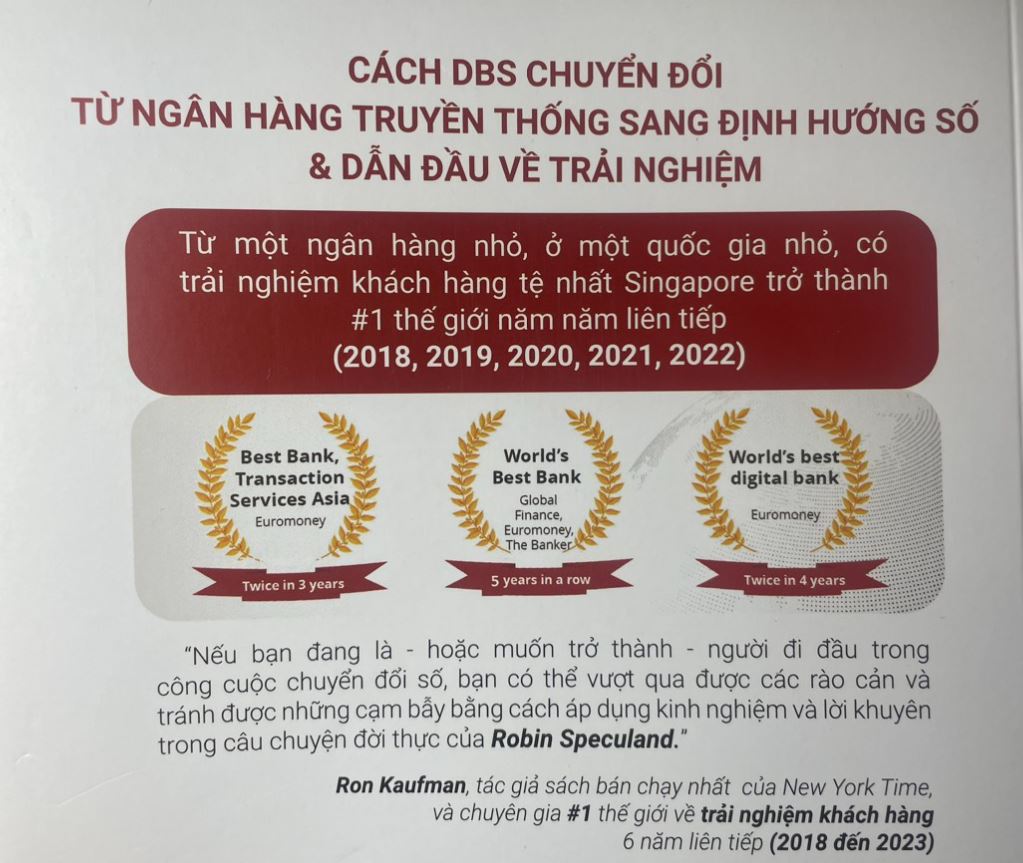 CÁCH DBS CHUYỂN ĐỔI
TỪ NGÂN HÀNG TRUYỀN THỐNG SANG ĐỊNH HƯỚNG SỐ
& DẪN ĐẦU VỀ TRẢI NGHIỆM
Từ một ngân hàng nhỏ, ở một quốc gia nhỏ, có
trải nghiệm khách hàng tệ nhất Singapore trở thành
#1 thế giới năm năm liên tiếp
(2018, 2019, 2020, 2021, 2022)
Best Bank,
Transaction
Services Asia
Euromoney
Twice in 3 years
World's
Best Bank
Global
Finance,
Euromoney,
The Banker
5 years in a row
World's best
digital bank
Euromoney
Twice in 4 years
“Nếu bạn đang là - hoặc muốn trở thành - người đi đầu trong
công cuộc chuyển đổi số, bạn có thể vượt qua được các rào cản và
tránh được những cạm bẫy bằng cách áp dụng kinh nghiệm và lời khuyên
trong câu chuyện đời thực của Robin Speculand.”
Ron Kaufman, tác giả sách bán chạy nhất của New York Time,
và chuyên gia #1 thế giới về trải nghiệm khách hàng
6 năm liên tiếp (2018 đến 2023)